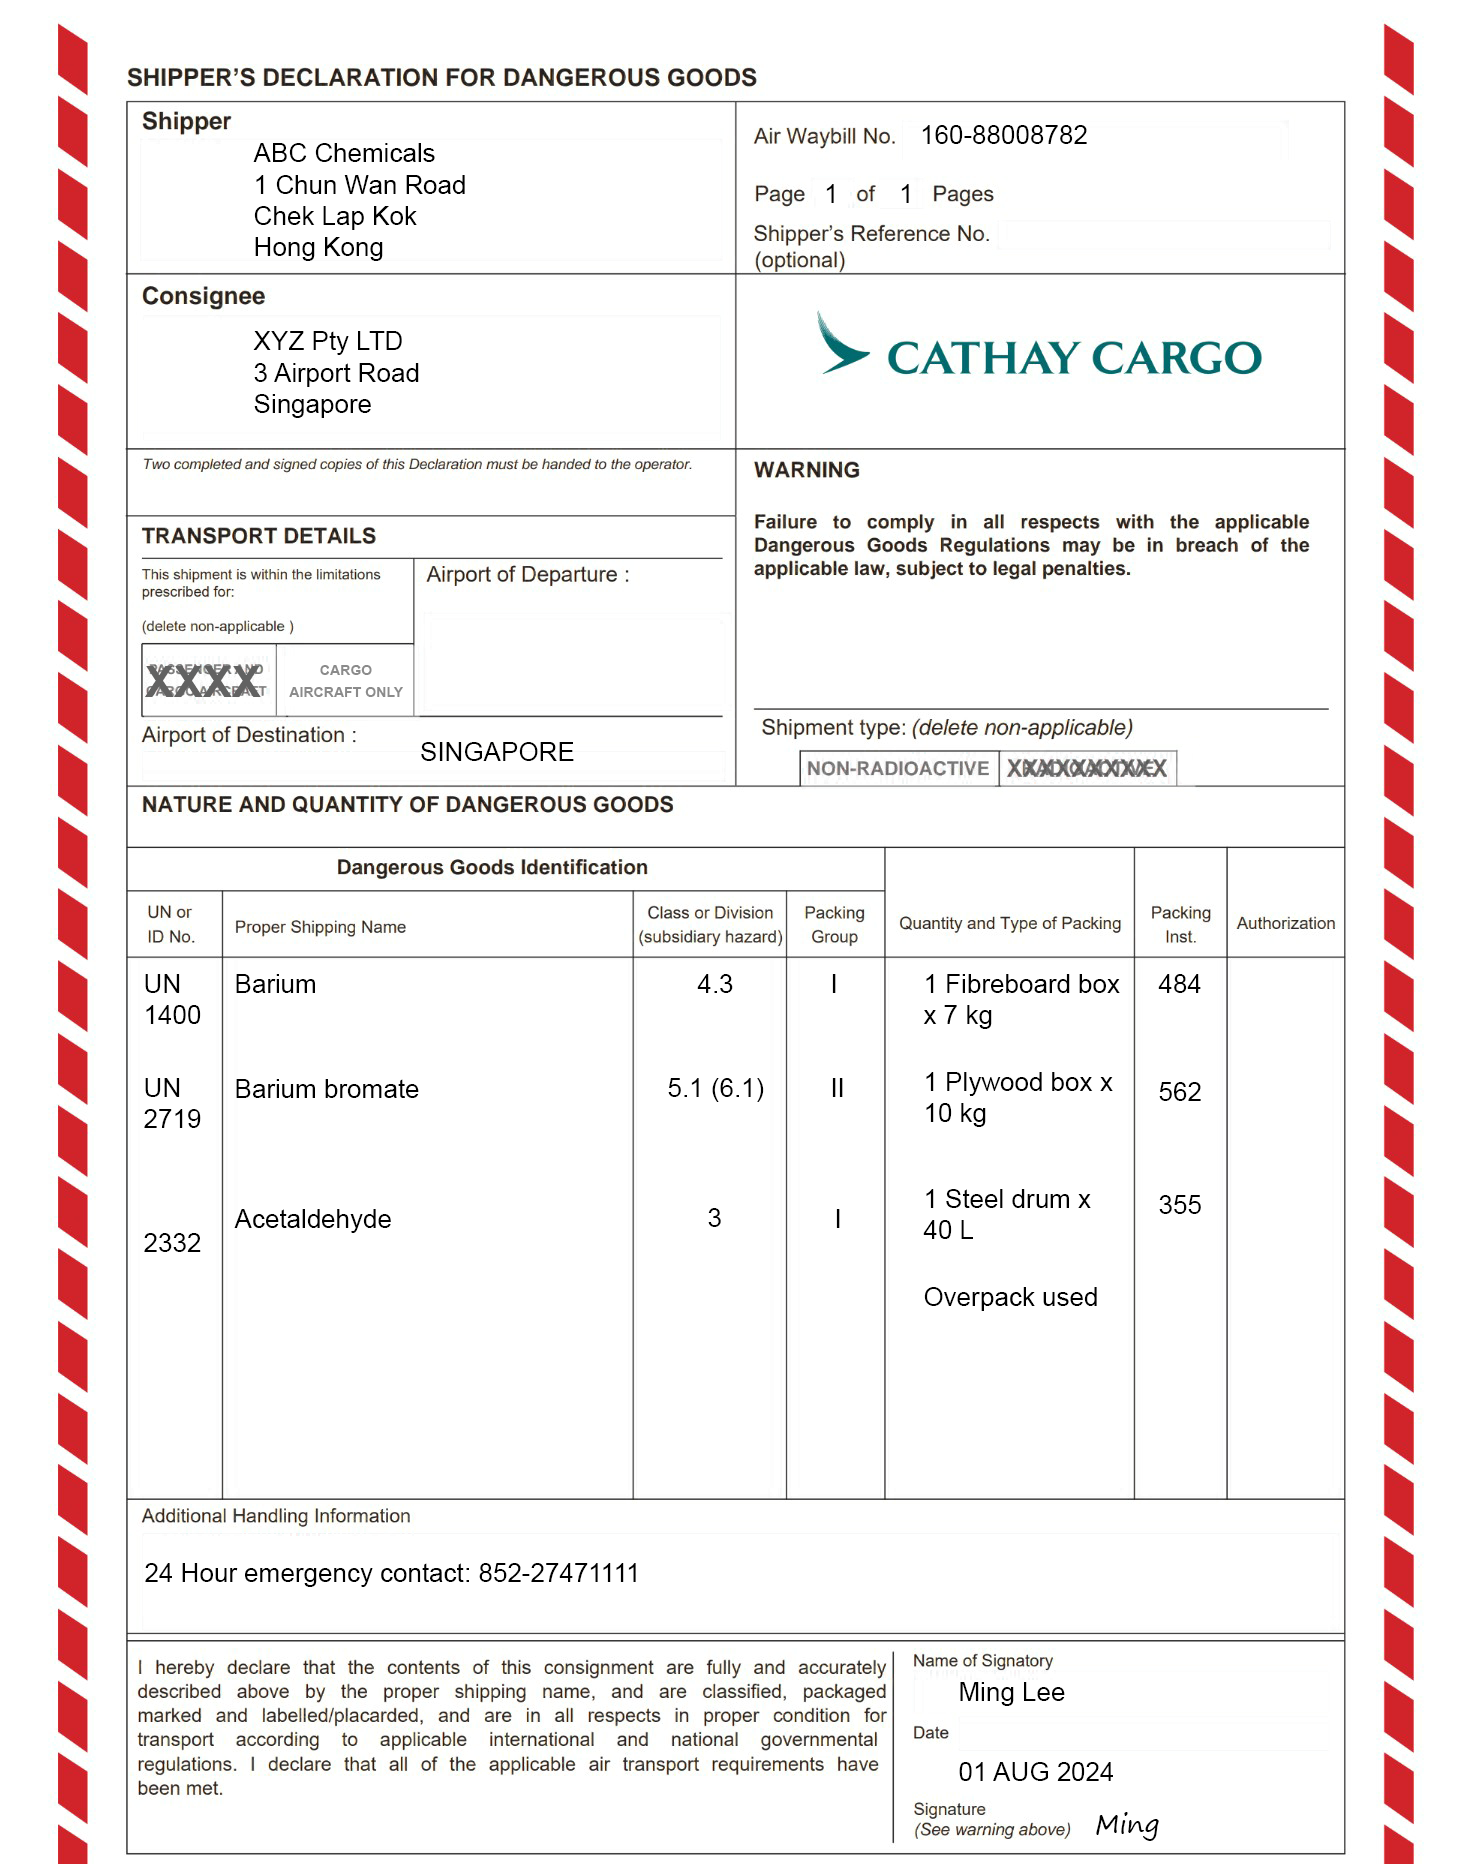 SHIPPER'S DECLARATION FOR DANGEROUS GOODS
Shipper
ABC Chemicals
1 Chun Wan Road
Chek Lap Kok
Hong Kong
Air Waybill No. 160-88008782
Page 1 of 1 Pages
Shipper's Reference No.
(optional)
Consignee
XYZ Pty LTD
3 Airport Road
Singapore
CATHAY CARGO
Two completed and signed copies of this Declaration must be handed to the operator.
WARNING
Failure to comply in all respects with the applicable
Dangerous Goods Regulations may be in breach of the
applicable law, subject to legal penalties.
TRANSPORT DETAILS
This shipment is within the limitations
prescribed for:
(delete non-applicable )
PASSENGER AND
CARGO AIRCRAFT
XXXX
CARGO
AIRCRAFT ONLY
Airport of Departure :
Airport of Destination :
SINGAPORE
Shipment type: (delete non-applicable)
NON-RADIOACTIVE
XXXXXXXXXX
NATURE AND QUANTITY OF DANGEROUS GOODS
Dangerous Goods Identification
UN or
ID No.
Proper Shipping Name
Class or Division
(subsidiary hazard)
Packing
Group
Quantity and Type of Packing
Packing
Inst.
Authorization
UN
1400
Barium
4.3
I
1 Fibreboard box
x 7 kg
484
UN
2719
Barium bromate
5.1 (6.1)
II
1 Plywood box x
10 kg
562
2332
Acetaldehyde
3
I
1 Steel drum x
40 L
355
Overpack used
Additional Handling Information
24 Hour emergency contact: 852-27471111
I hereby declare that the contents of this consignment are fully and accurately
described above by the proper shipping name, and are classified, packaged
marked and labelled/placarded, and are in all respects in proper condition for
transport according to applicable international and national governmental
regulations. I declare that all of the applicable air transport requirements have
been met.
Name of Signatory
Ming Lee
Date
01 AUG 2024
Signature
(See warning above) Ming